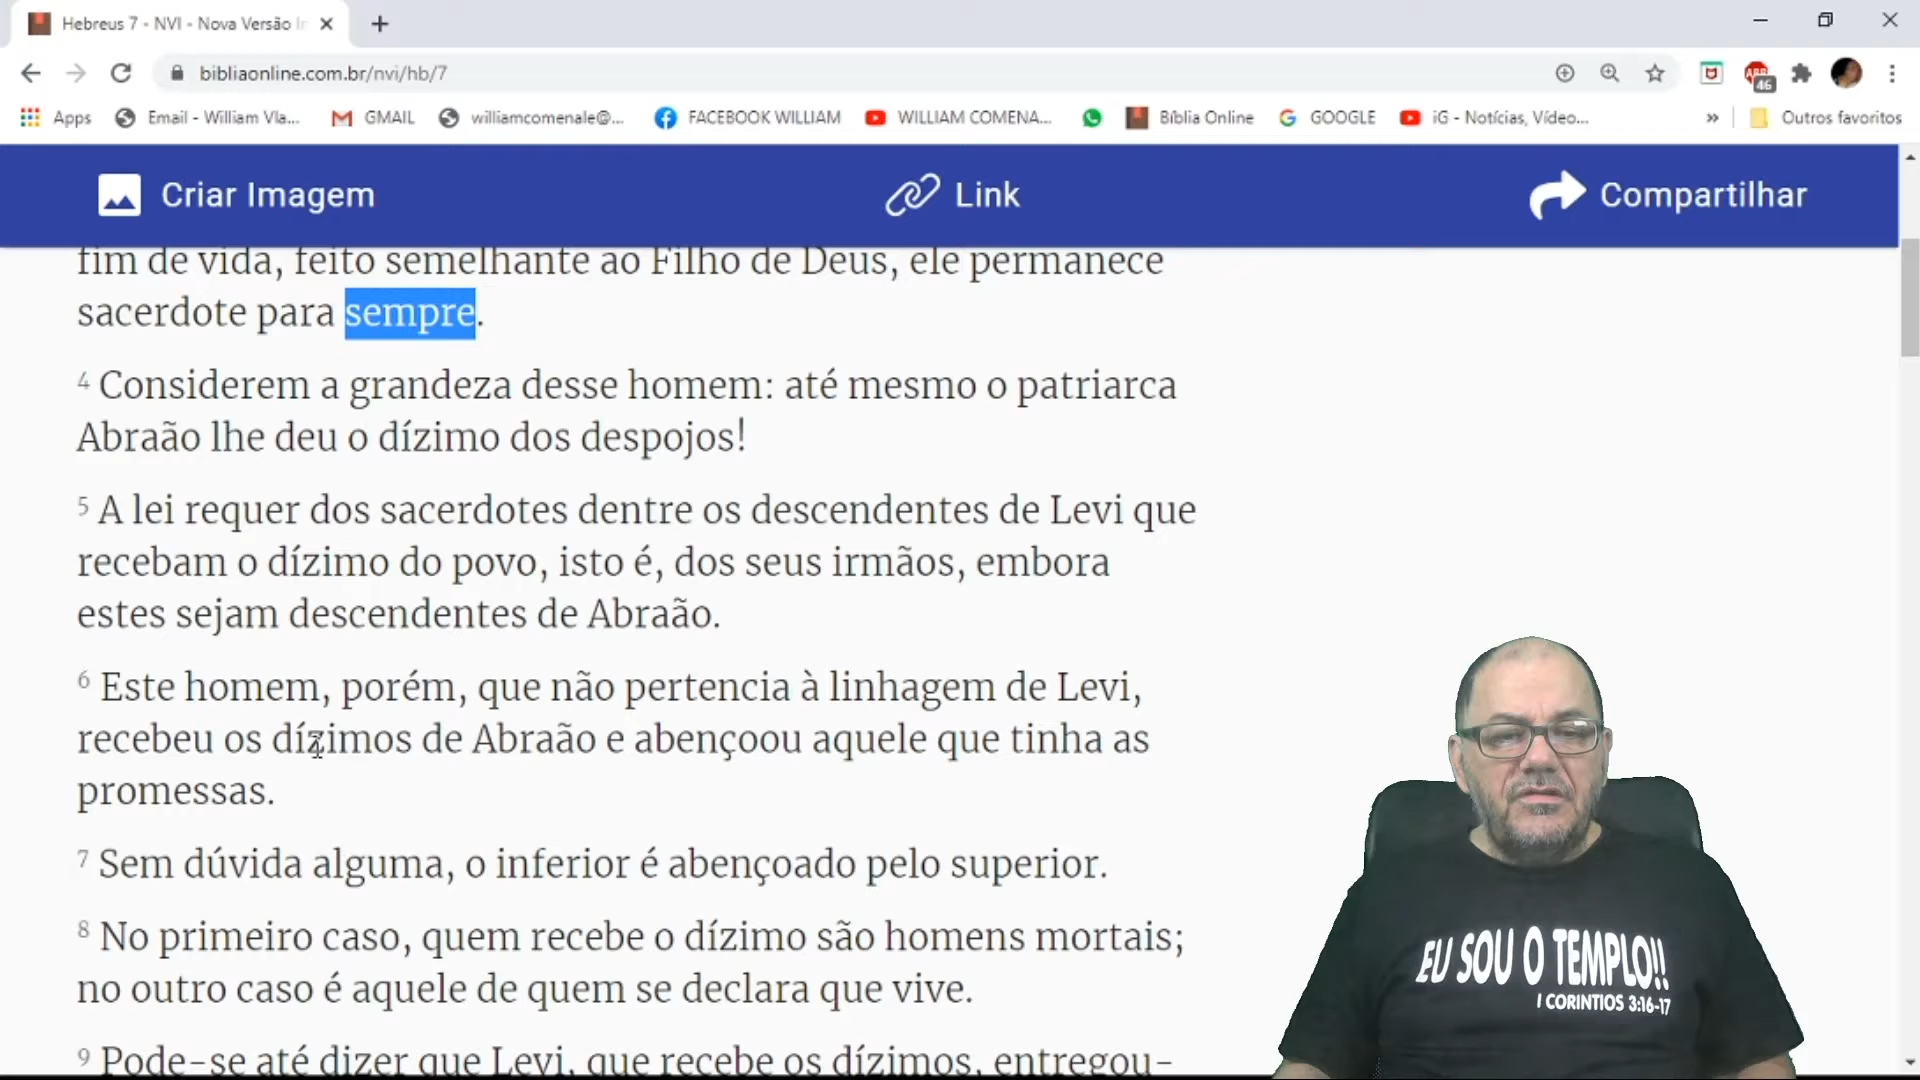 Hebreus 7 - NVI - Nova Versão In
bibliaonline.com.br/nvi/hb/7
46
Apps Email - William Vla... GMAIL williamcomenale@... FACEBOOK WILLIAM WILLIAM COMENA... Bíblia Online GOOGLE iG - Notícias, Vídeo... » Outros favoritos
Criar Imagem Link Compartilhar
fim de vida, feito semelhante ao Filho de Deus, ele permanece
sacerdote para sempre.
4 Considerem a grandeza desse homem: até mesmo o patriarca
Abraão lhe deu o dízimo dos despojos!
5 A lei requer dos sacerdotes dentre os descendentes de Levi que
recebam o dízimo do povo, isto é, dos seus irmãos, embora
estes sejam descendentes de Abraão.
6 Este homem, porém, que não pertencia à linhagem de Levi,
recebeu os dízimos de Abraão e abençoou aquele que tinha as
promessas.
7 Sem dúvida alguma, o inferior é abençoado pelo superior.
8 No primeiro caso, quem recebe o dízimo são homens mortais;
no outro caso é aquele de quem se declara que vive.
9 Pode-se até dizer que Levi, que recebe os dízimos, entregou-
EU SOU O TEMPLO!!
I CORINTIOS 3:16-17